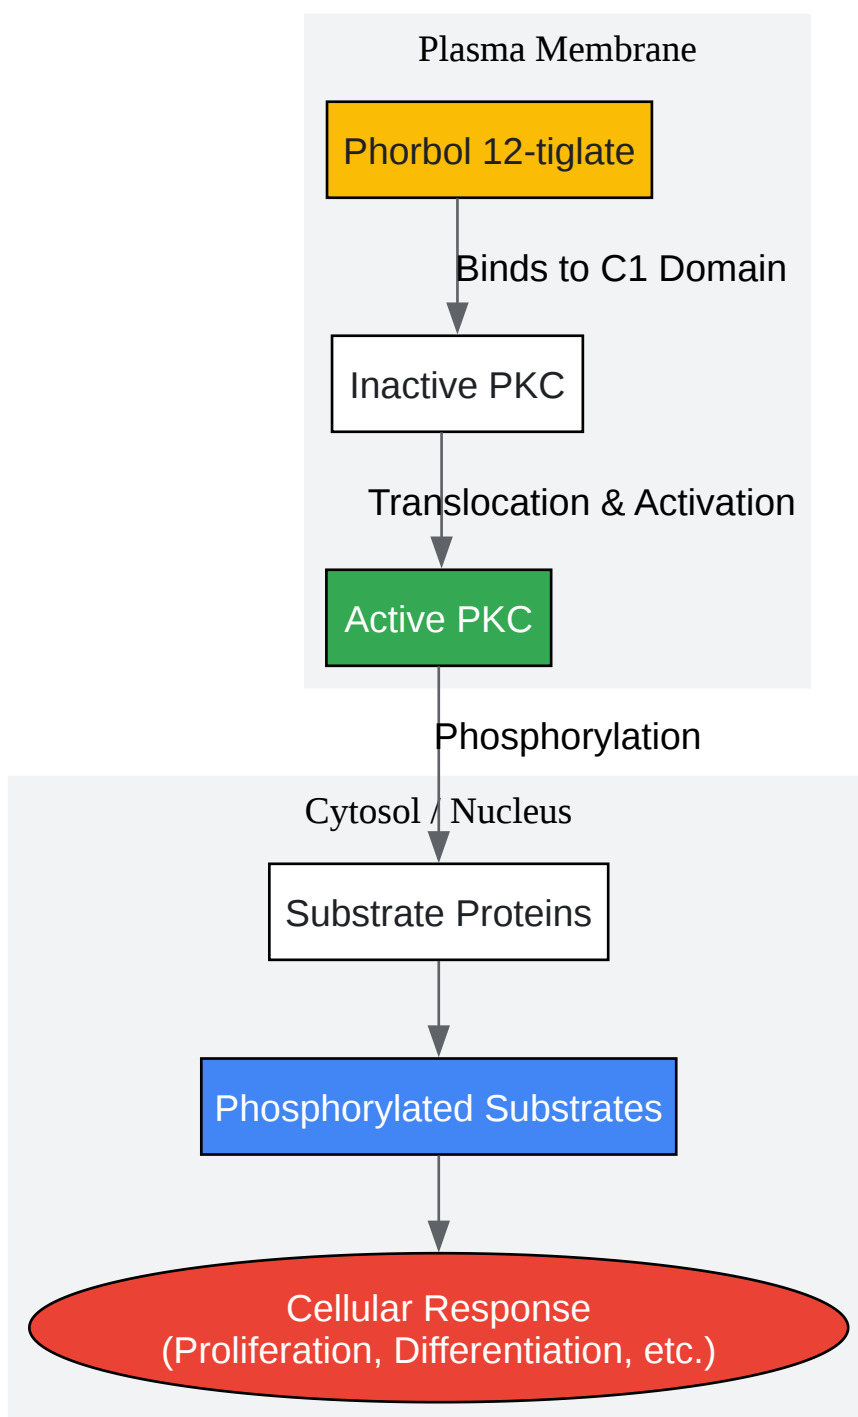 Plasma Membrane
Phorbol 12-tiglate
Binds to C1 Domain
Inactive PKC
Translocation & Activation
Active PKC
Phosphorylation
Cytosol / Nucleus
Substrate Proteins
Phosphorylated Substrates
Cellular Response
(Proliferation, Differentiation, etc.)